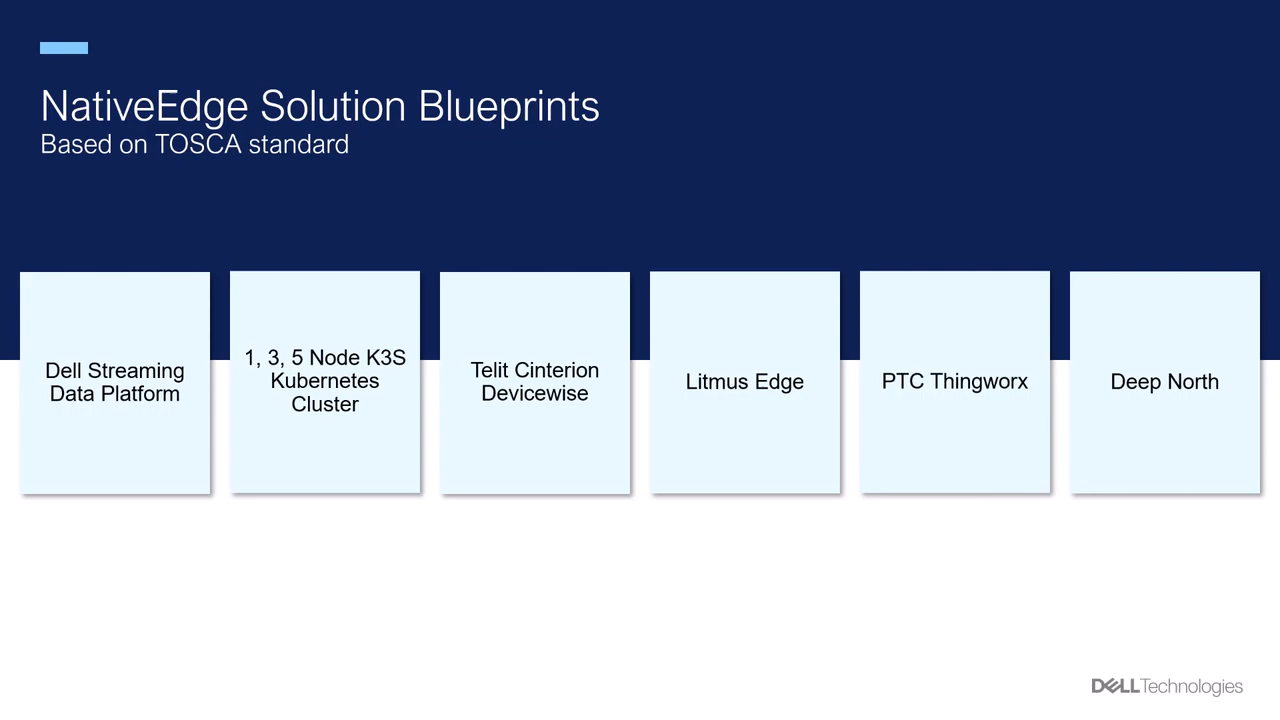 NativeEdge Solution Blueprints
Based on TOSCA standard
Dell Streaming
Data Platform
1, 3, 5 Node K3S
Kubernetes
Cluster
Telit Cinterion
Devicewise
Litmus Edge
PTC Thingworx
Deep North
DELLTechnologies